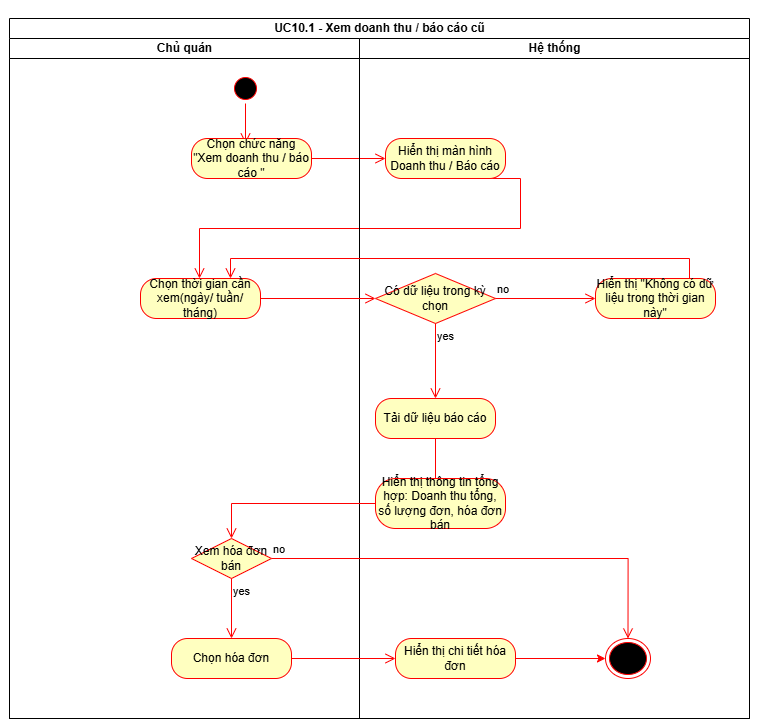 UC10.1 - Xem doanh thu / báo cáo cũ
Chủ quán
Hệ thống
Chọn chức năng
"Xem doanh thu / báo
cáo "
Hiển thị màn hình
Doanh thu / Báo cáo
Chọn thời gian cần
xem(ngày/ tuần/
tháng)
Có dữ liệu trong kỳ
chọn
no
Hiển thị "Không có dữ
liệu trong thời gian
này"
yes
Tải dữ liệu báo cáo
Hiển thị thông tin tổng
hợp: Doanh thu tổng,
số lượng đơn, hóa đơn
bán
Xem hóa đơn
bán
no
yes
Chọn hóa đơn
Hiển thị chi tiết hóa
đơn